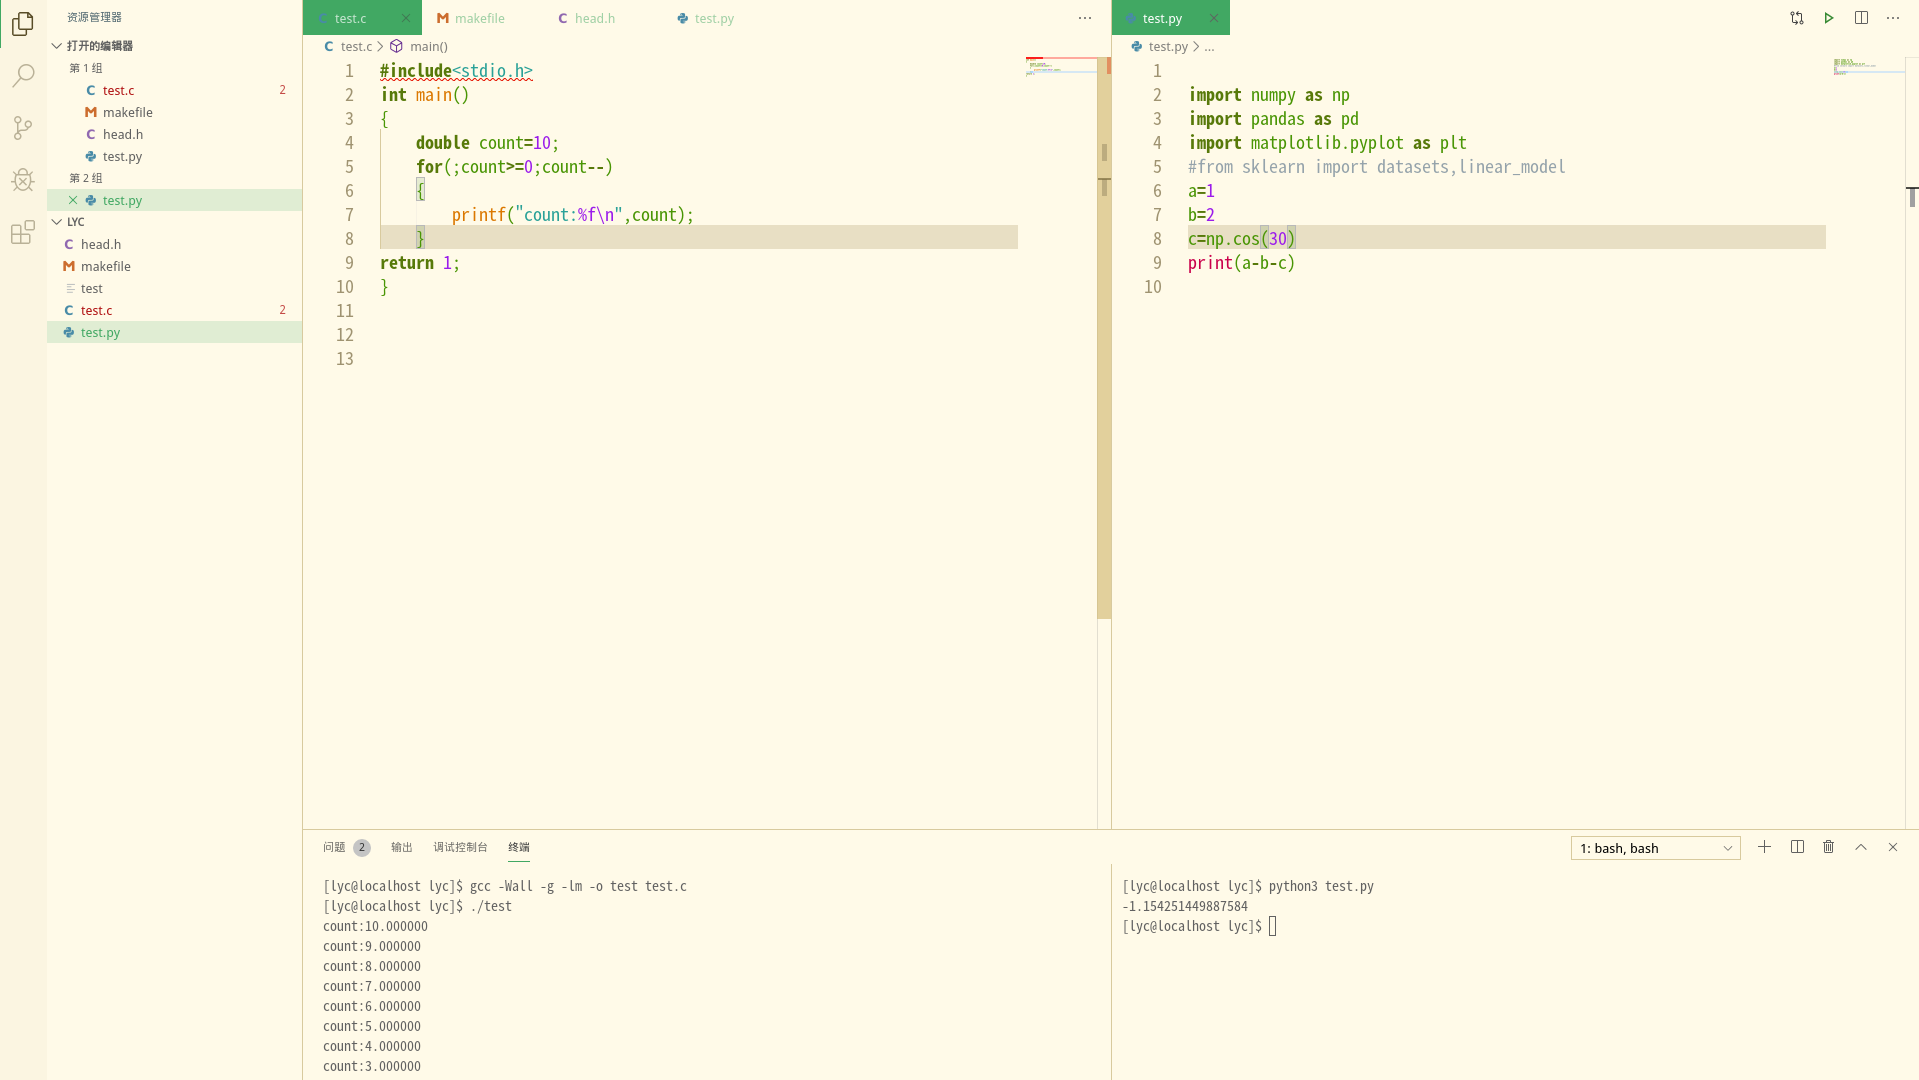 资源管理器
打开的编辑器
第 1 组
test.c 2
makefile
head.h
test.py
第 2 组
test.py
LYC
head.h
makefile
test
test.c 2
test.py
test.c makefile head.h test.py
test.c > main()
1 #include<stdio.h>
2 int main()
3 {
4 double count=10;
5 for(;count>=0;count--)
6 {
7 printf("count:%f\n",count);
8 }
9 return 1;
10 }
11
12
13
test.py
test.py > ...
1
2 import numpy as np
3 import pandas as pd
4 import matplotlib.pyplot as plt
5 #from sklearn import datasets,linear_model
6 a=1
7 b=2
8 c=np.cos(30)
9 print(a-b-c)
10
问题 2 输出 调试控制台 终端
1: bash, bash
[lyc@localhost lyc]$ gcc -Wall -g -lm -o test test.c
[lyc@localhost lyc]$ ./test
count:10.000000
count:9.000000
count:8.000000
count:7.000000
count:6.000000
count:5.000000
count:4.000000
count:3.000000
[lyc@localhost lyc]$ python3 test.py
-1.154251449887584
[lyc@localhost lyc]$